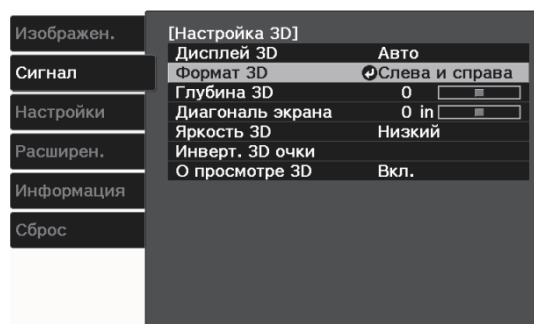 Изображен.
Сигнал
Настройки
Расширен.
Информация
Сброс
[Настройка 3D]
Дисплей 3D Авто
Формат 3D Слева и справа
Глубина 3D 0
Диагональ экрана 0 in
Яркость 3D Низкий
Инверт. 3D очки
О просмотре 3D Вкл.